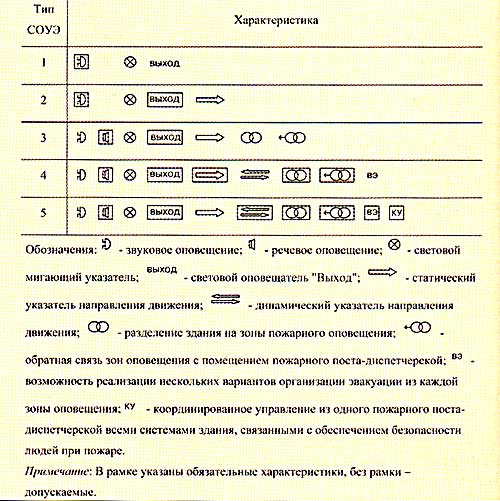 Тип
СОУЭ
Характеристика
1 ВЫХОД
2 ВЫХОД
3 ВЫХОД
4 ВЫХОД ВЭ
5 ВЫХОД ВЭ КУ
Обозначения: - звуковое оповещение; - речевое оповещение; - световой
мигающий указатель; ВЫХОД - световой оповещатель "Выход"; - статический
указатель направления движения; - динамический указатель направления
движения; - разделение здания на зоны пожарного оповещения; -
обратная связь зон оповещения с помещением пожарного поста-диспетчерской; ВЭ -
возможность реализации нескольких вариантов организации эвакуации из каждой
зоны оповещения; КУ - координированное управление из одного пожарного поста-
диспетчерской всеми системами здания, связанными с обеспечением безопасности
людей при пожаре.
Примечание: В рамке указаны обязательные характеристики, без рамки –
допускаемые.